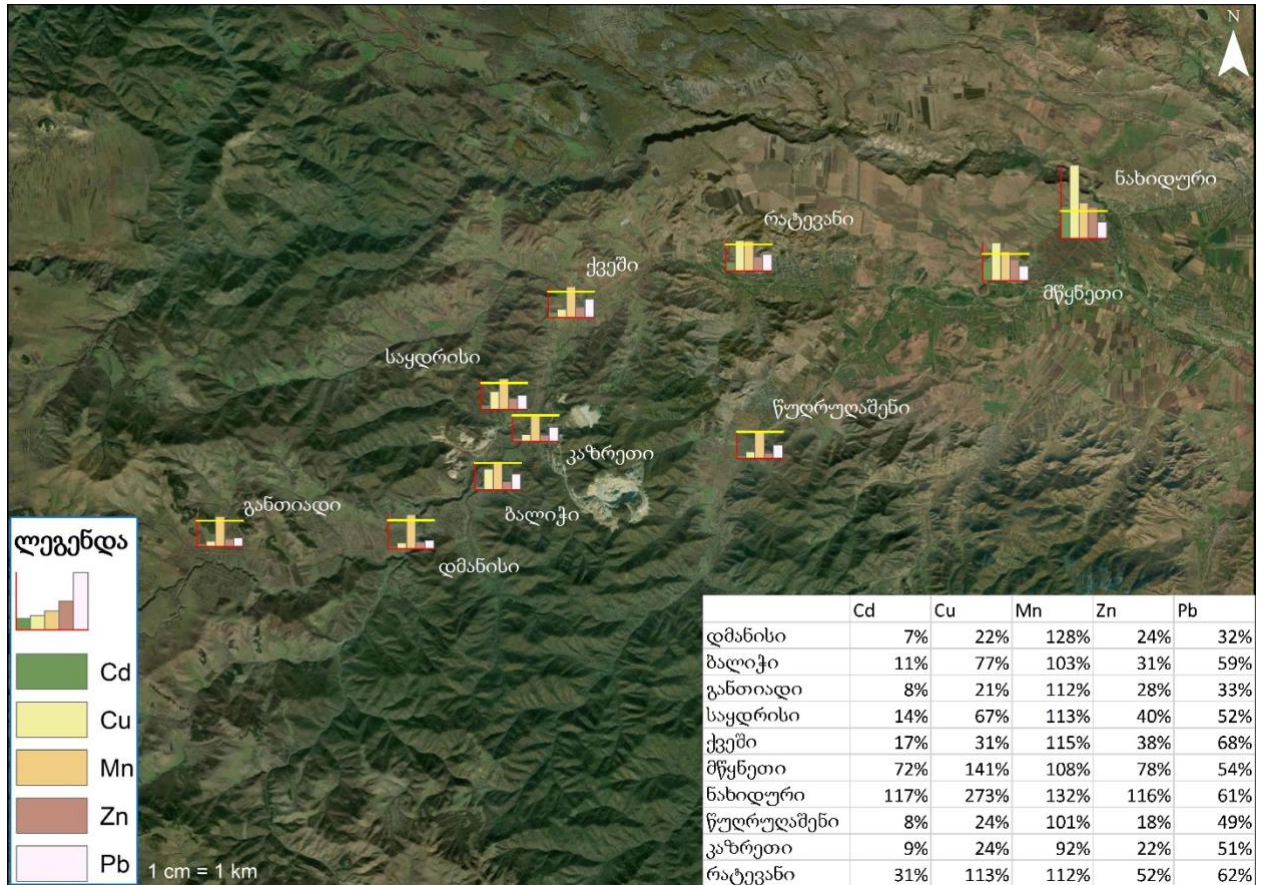 N
ნახიდური
რატევანი
ქვეში
მწყნეთი
საყდრისი
წუღრუღაშენი
კაზრეთი
განთიადი
ბალიჭი
დმანისი
ლეგენდა
Cd
Cu
Mn
Zn
Pb
1 cm = 1 km
Cd Cu Mn Zn Pb
დმანისი 7% 22% 128% 24% 32%
ბალიჭი 11% 77% 103% 31% 59%
განთიადი 8% 21% 112% 28% 33%
საყდრისი 14% 67% 113% 40% 52%
ქვეში 17% 31% 115% 38% 68%
მწყნეთი 72% 141% 108% 78% 54%
ნახიდური 117% 273% 132% 116% 61%
წუღრუღაშენი 8% 24% 101% 18% 49%
კაზრეთი 9% 24% 92% 22% 51%
რატევანი 31% 113% 112% 52% 62%